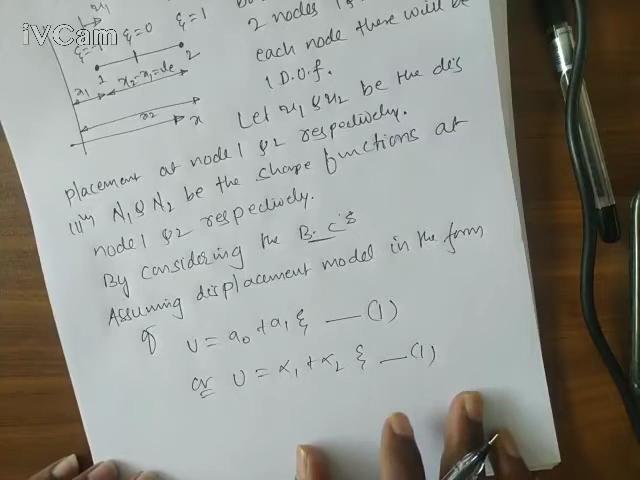 iVCam
2 nodes
each node there will be
1 D.O.F.
u1
ξ=0 ξ=1
1 2
x1 x2-x1=le
x2 x
Let u1 & u2 be the dis
placement at node 1 & 2 respectively.
(iii) N1 & N2 be the shape functions at
node 1 & 2 respectively.
By considering the B.C's
Assuming displacement model in the form
of U = a0 + a1 ξ — (1)
or U = α1 + α2 ξ — (1)